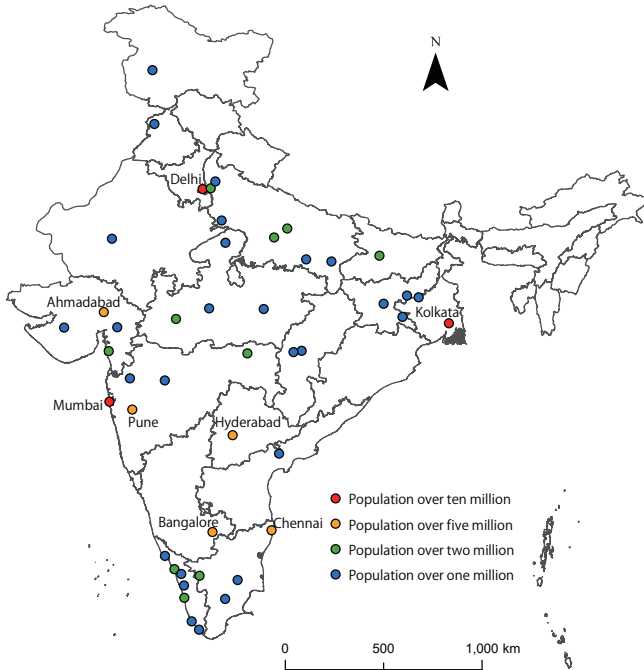 N
Delhi
Ahmadabad
Kolkata
Mumbai
Pune
Hyderabad
Bangalore
Chennai
Population over ten million
Population over five million
Population over two million
Population over one million
0 500 1,000 km